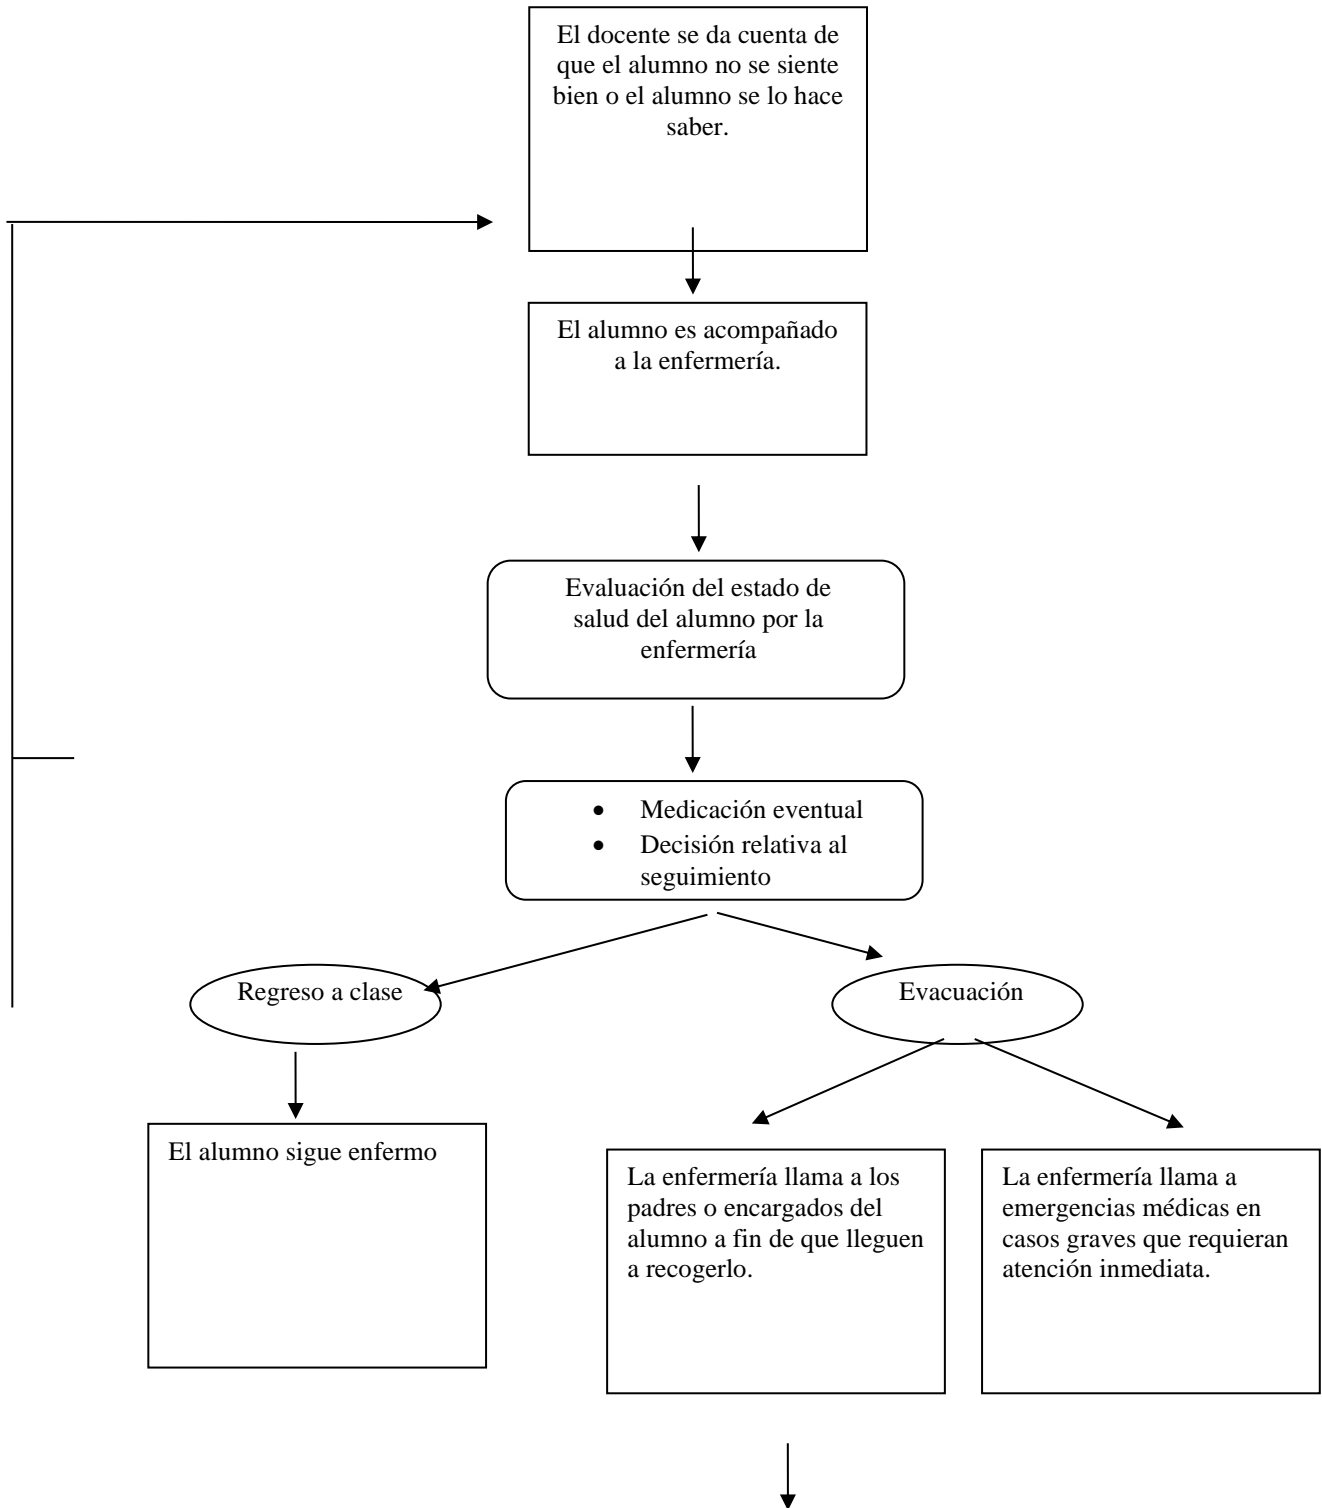 El docente se da cuenta de
que el alumno no se siente
bien o el alumno se lo hace
saber.
El alumno es acompañado
a la enfermería.
Evaluación del estado de
salud del alumno por la
enfermería
• Medicación eventual
• Decisión relativa al
seguimiento
Regreso a clase
Evacuación
El alumno sigue enfermo
La enfermería llama a los
padres o encargados del
alumno a fin de que lleguen
a recogerlo.
La enfermería llama a
emergencias médicas en
casos graves que requieran
atención inmediata.